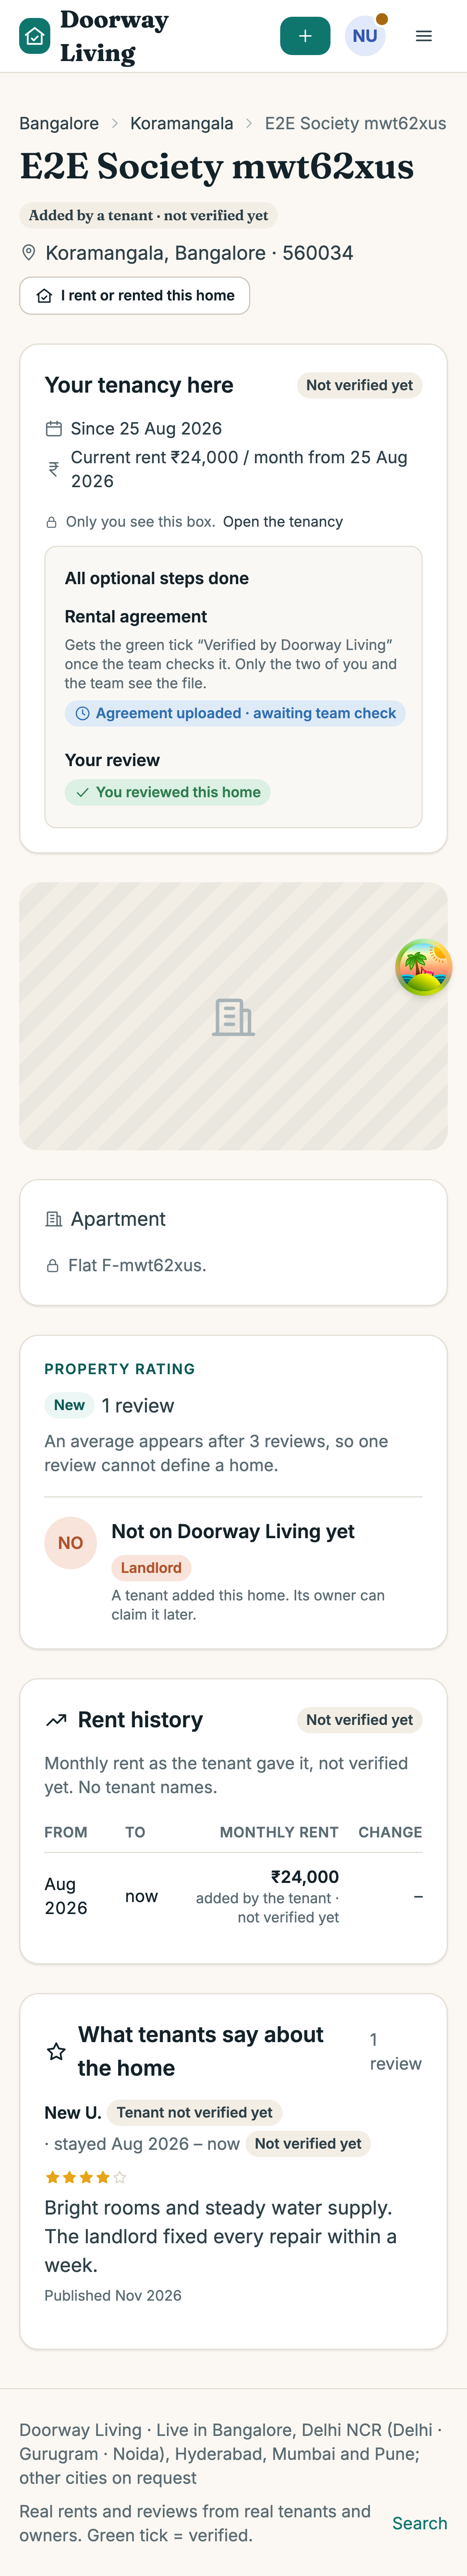 Doorway
Living
NU
Bangalore > Koramangala > E2E Society mwt62xus
E2E Society mwt62xus
Added by a tenant · not verified yet
Koramangala, Bangalore · 560034
I rent or rented this home
Your tenancy here
Not verified yet
Since 25 Aug 2026
₹ Current rent ₹24,000 / month from 25 Aug
2026
Only you see this box. Open the tenancy
All optional steps done
Rental agreement
Gets the green tick “Verified by Doorway Living”
once the team checks it. Only the two of you and
the team see the file.
Agreement uploaded · awaiting team check
Your review
You reviewed this home
Apartment
Flat F-mwt62xus.
PROPERTY RATING
New 1 review
An average appears after 3 reviews, so one
review cannot define a home.
NO
Not on Doorway Living yet
Landlord
A tenant added this home. Its owner can
claim it later.
Rent history
Not verified yet
Monthly rent as the tenant gave it, not verified
yet. No tenant names.
FROM TO MONTHLY RENT CHANGE
Aug
2026
now
₹24,000
added by the tenant ·
not verified yet
–
What tenants say about
the home
1
review
New U. Tenant not verified yet
· stayed Aug 2026 – now Not verified yet
Bright rooms and steady water supply.
The landlord fixed every repair within a
week.
Published Nov 2026
Doorway Living · Live in Bangalore, Delhi NCR (Delhi ·
Gurugram · Noida), Hyderabad, Mumbai and Pune;
other cities on request
Real rents and reviews from real tenants and
owners. Green tick = verified.
Search